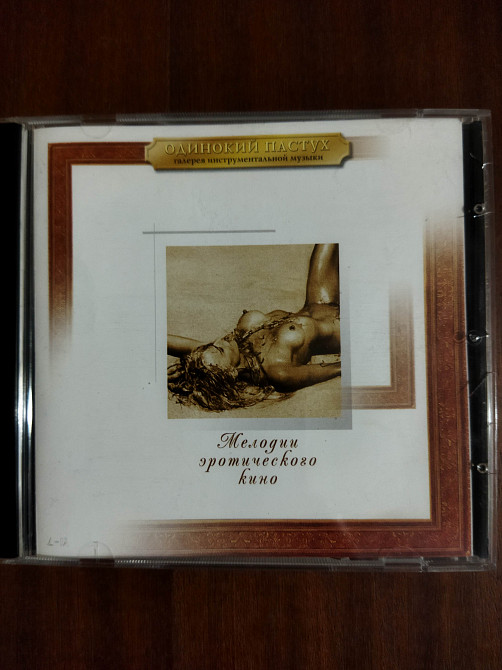 ОДИНОКИЙ ПАСТУХ
галерея инструментальной музыки
Мелодии
эротического
кино